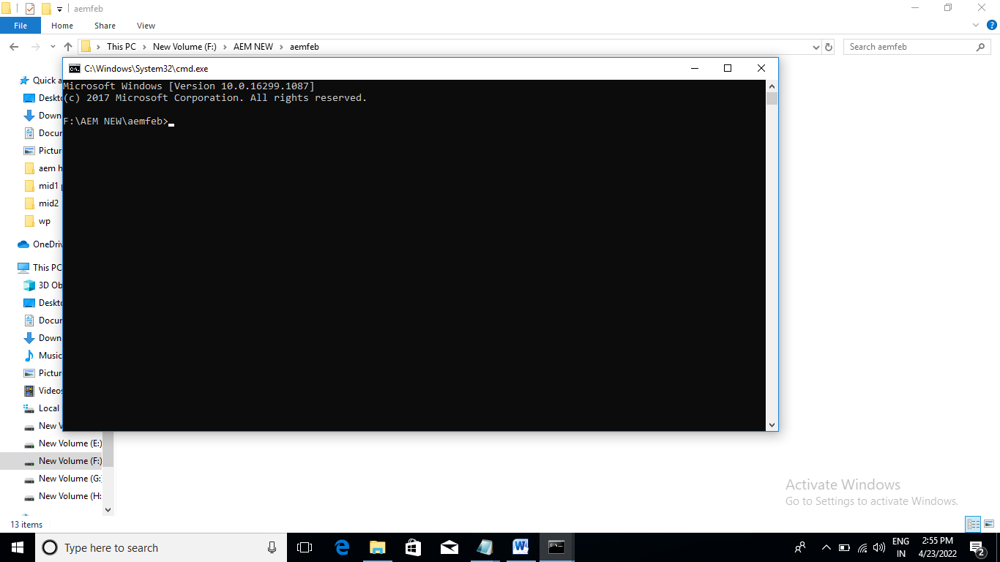 aemfeb
File Home Share View
This PC New Volume (F:) AEM NEW aemfeb
Search aemfeb
C:\Windows\System32\cmd.exe
Microsoft Windows [Version 10.0.16299.1087]
(c) 2017 Microsoft Corporation. All rights reserved.
F:\AEM NEW\aemfeb>
Quick a
Deskto
Down
Docur
Pictur
aem h
mid1 p
mid2
wp
OneDriv
This PC
3D Ob
Deskto
Docur
Down
Music
Pictur
Videos
Local
New V
New Volume (E:)
New Volume (F:)
New Volume (G:
New Volume (H:
Activate Windows
Go to Settings to activate Windows.
13 items
Type here to search
ENG
IN
2:55 PM
4/23/2022
2